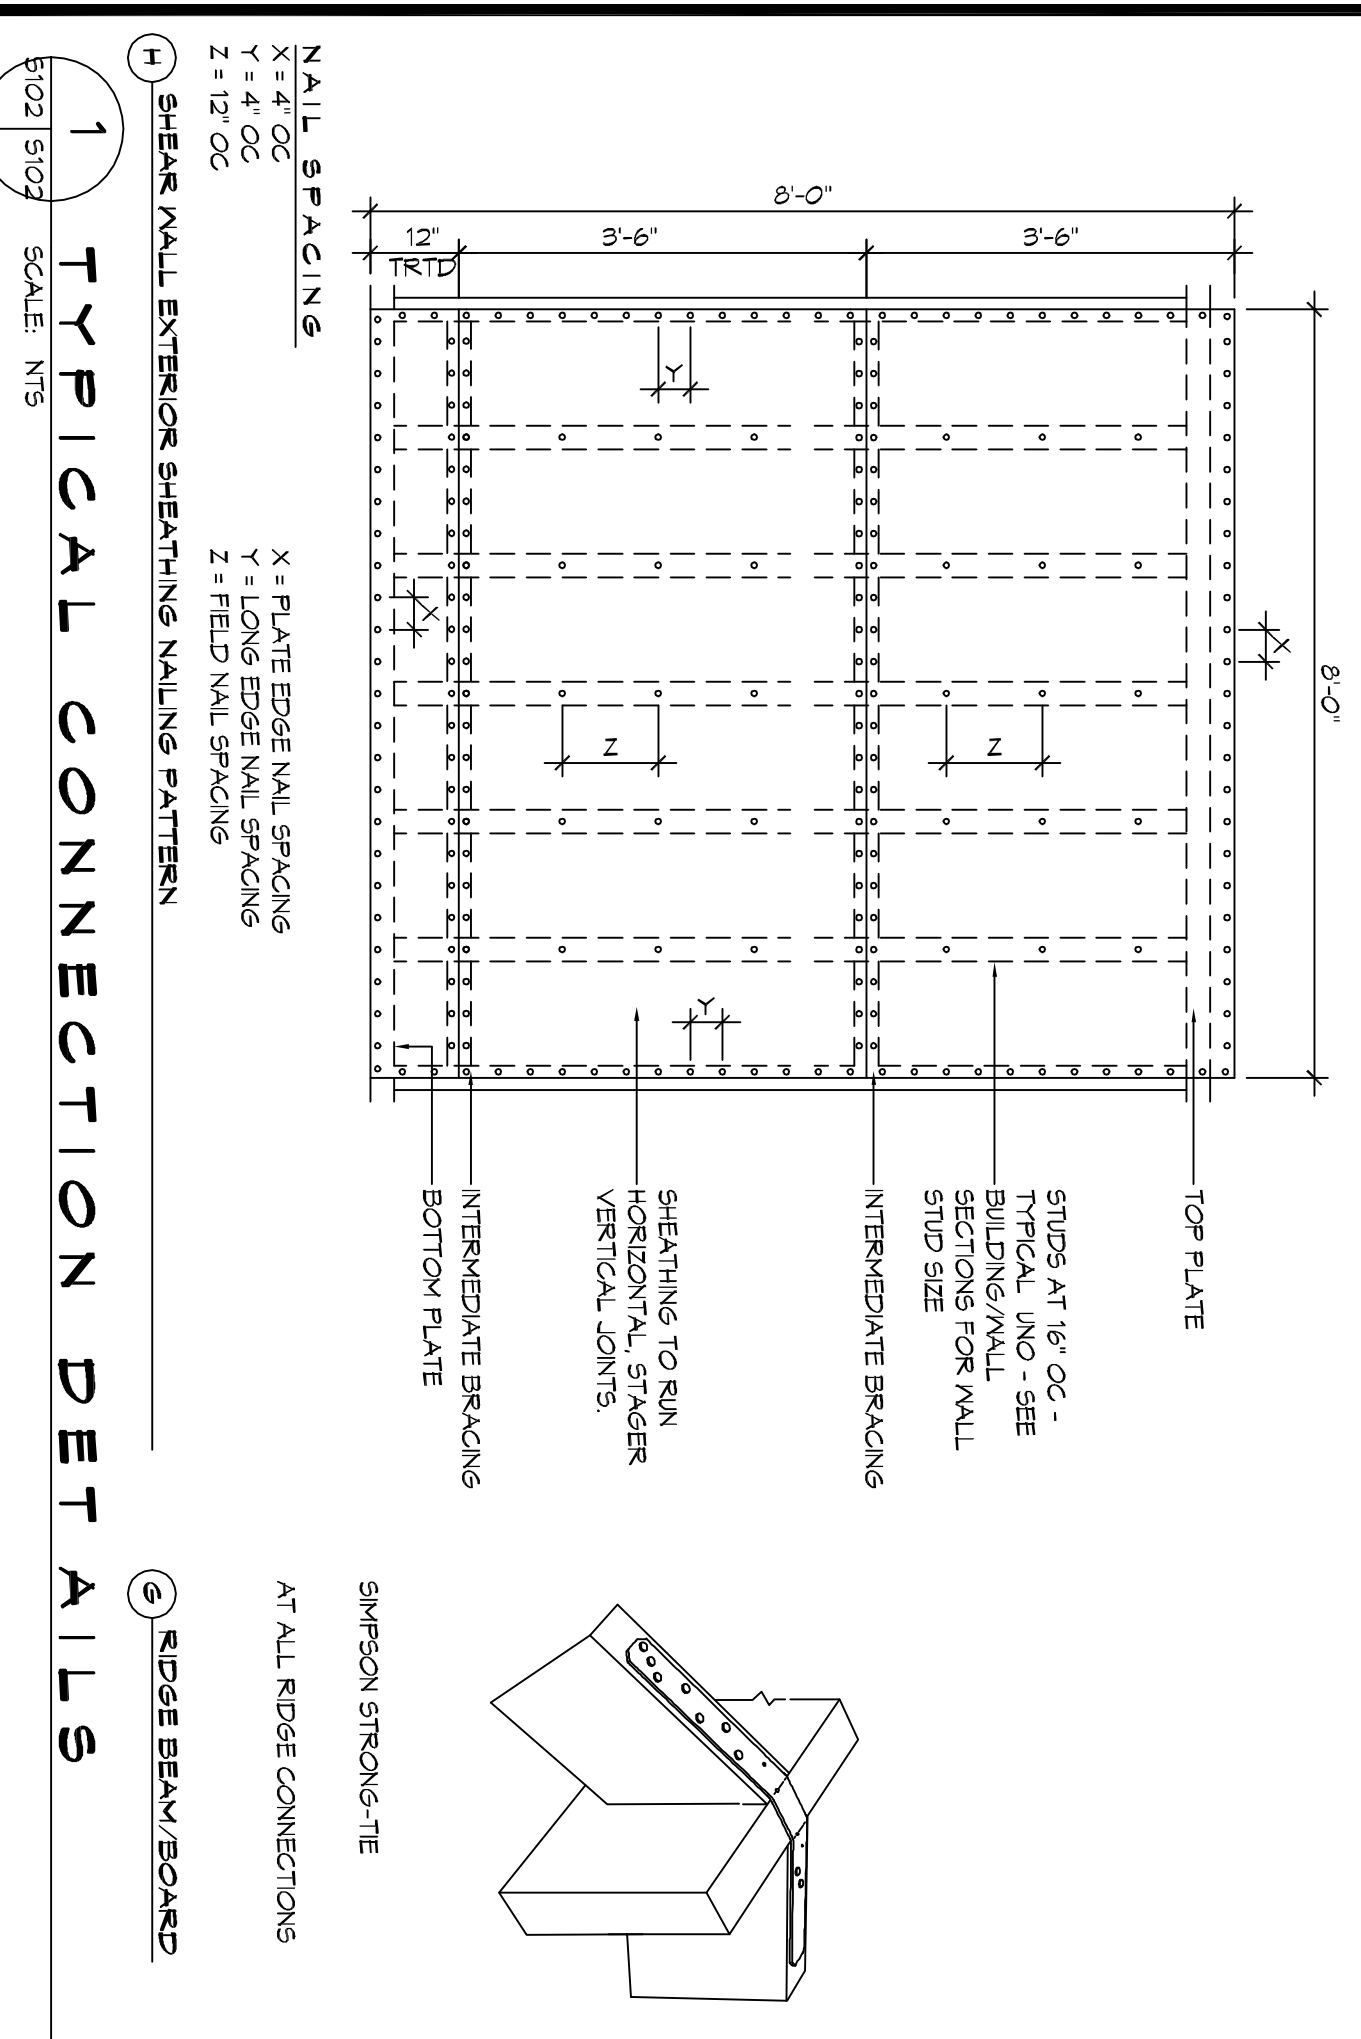 8'-0"
8'-0"
3'-6"
3'-6"
12"
TRTD
X
X
Y
Y
Z
Z
TOP PLATE
STUDS AT 16" OC -
TYPICAL UNO - SEE
BUILDING/WALL
SECTIONS FOR WALL
STUD SIZE
INTERMEDIATE BRACING
SHEATHING TO RUN
HORIZONTAL, STAGER
VERTICAL JOINTS.
INTERMEDIATE BRACING
BOTTOM PLATE
NAIL SPACING
X = 4" OC
Y = 4" OC
Z = 12" OC
X = PLATE EDGE NAIL SPACING
Y = LONG EDGE NAIL SPACING
Z = FIELD NAIL SPACING
H SHEAR WALL EXTERIOR SHEATHING NAILING PATTERN
SIMPSON STRONG-TIE
AT ALL RIDGE CONNECTIONS
G RIDGE BEAM/BOARD
1 TYPICAL CONNECTION DETAILS
S102 S102 SCALE: NTS